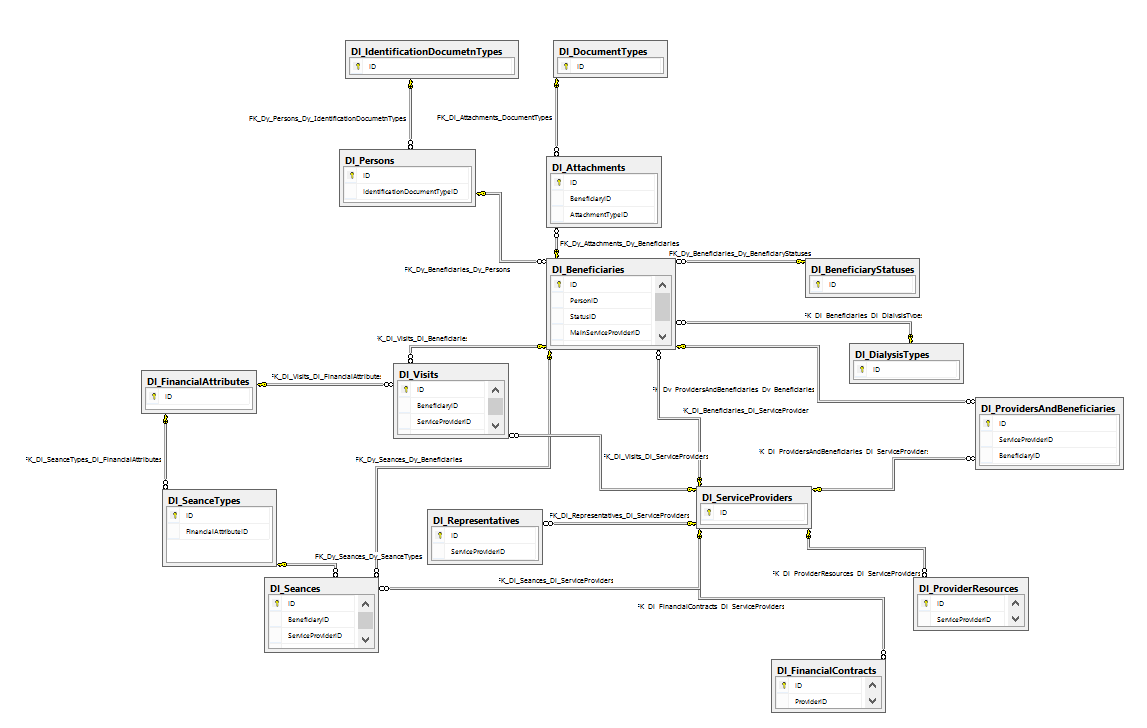 DI_IdentificationDocumetnTypes
ID
DI_DocumentTypes
ID
FK_Dy_Persons_Dy_IdentificationDocumetnTypes
FK_DI_Attachments_DocumentTypes
DI_Persons
ID
IdentificationDocumentTypeID
DI_Attachments
ID
BeneficiaryID
AttachmentTypeID
FK_Dy_Attachments_Dy_Beneficiaries
FK_Dy_Beneficiaries_Dy_BeneficiaryStatuses
FK_Dy_Beneficiaries_Dy_Persons
DI_Beneficiaries
ID
PersonID
StatusID
MainServiceProviderID
DI_BeneficiaryStatuses
ID
FK_DI_Beneficiaries_DI_DialysisType
DI_DialysisTypes
ID
FK_DI_Visits_DI_Beneficiarie
DI_FinancialAttributes
ID
FK_DI_Visits_DI_FinancialAttribute
DI_Visits
ID
BeneficiaryID
ServiceProviderID
FK_Dy_ProvidersAndBeneficiaries_Dy_Beneficiaries
FK_DI_Beneficiaries_DI_ServiceProvider
DI_ProvidersAndBeneficiaries
ID
ServiceProviderID
BeneficiaryID
FK_DI_SeanceTypes_DI_FinancialAttributes
FK_Dy_Seances_Dy_Beneficiaries
FK_DI_Visits_DI_ServiceProviders
FK_DI_ProvidersAndBeneficiaries_DI_ServiceProviders
DI_SeanceTypes
ID
FinancialAttributeID
DI_Representatives
ID
ServiceProviderID
FK_DI_Representatives_DI_ServiceProviders
DI_ServiceProviders
ID
FK_Dy_Seances_Dy_SeanceTypes
FK_DI_Seances_DI_ServiceProviders
FK_DI_ProviderResources_DI_ServiceProviders
DI_Seances
ID
BeneficiaryID
ServiceProviderID
FK_DI_FinancialContracts_DI_ServiceProviders
DI_ProviderResources
ID
ServiceProviderID
DI_FinancialContracts
ID
ProviderID